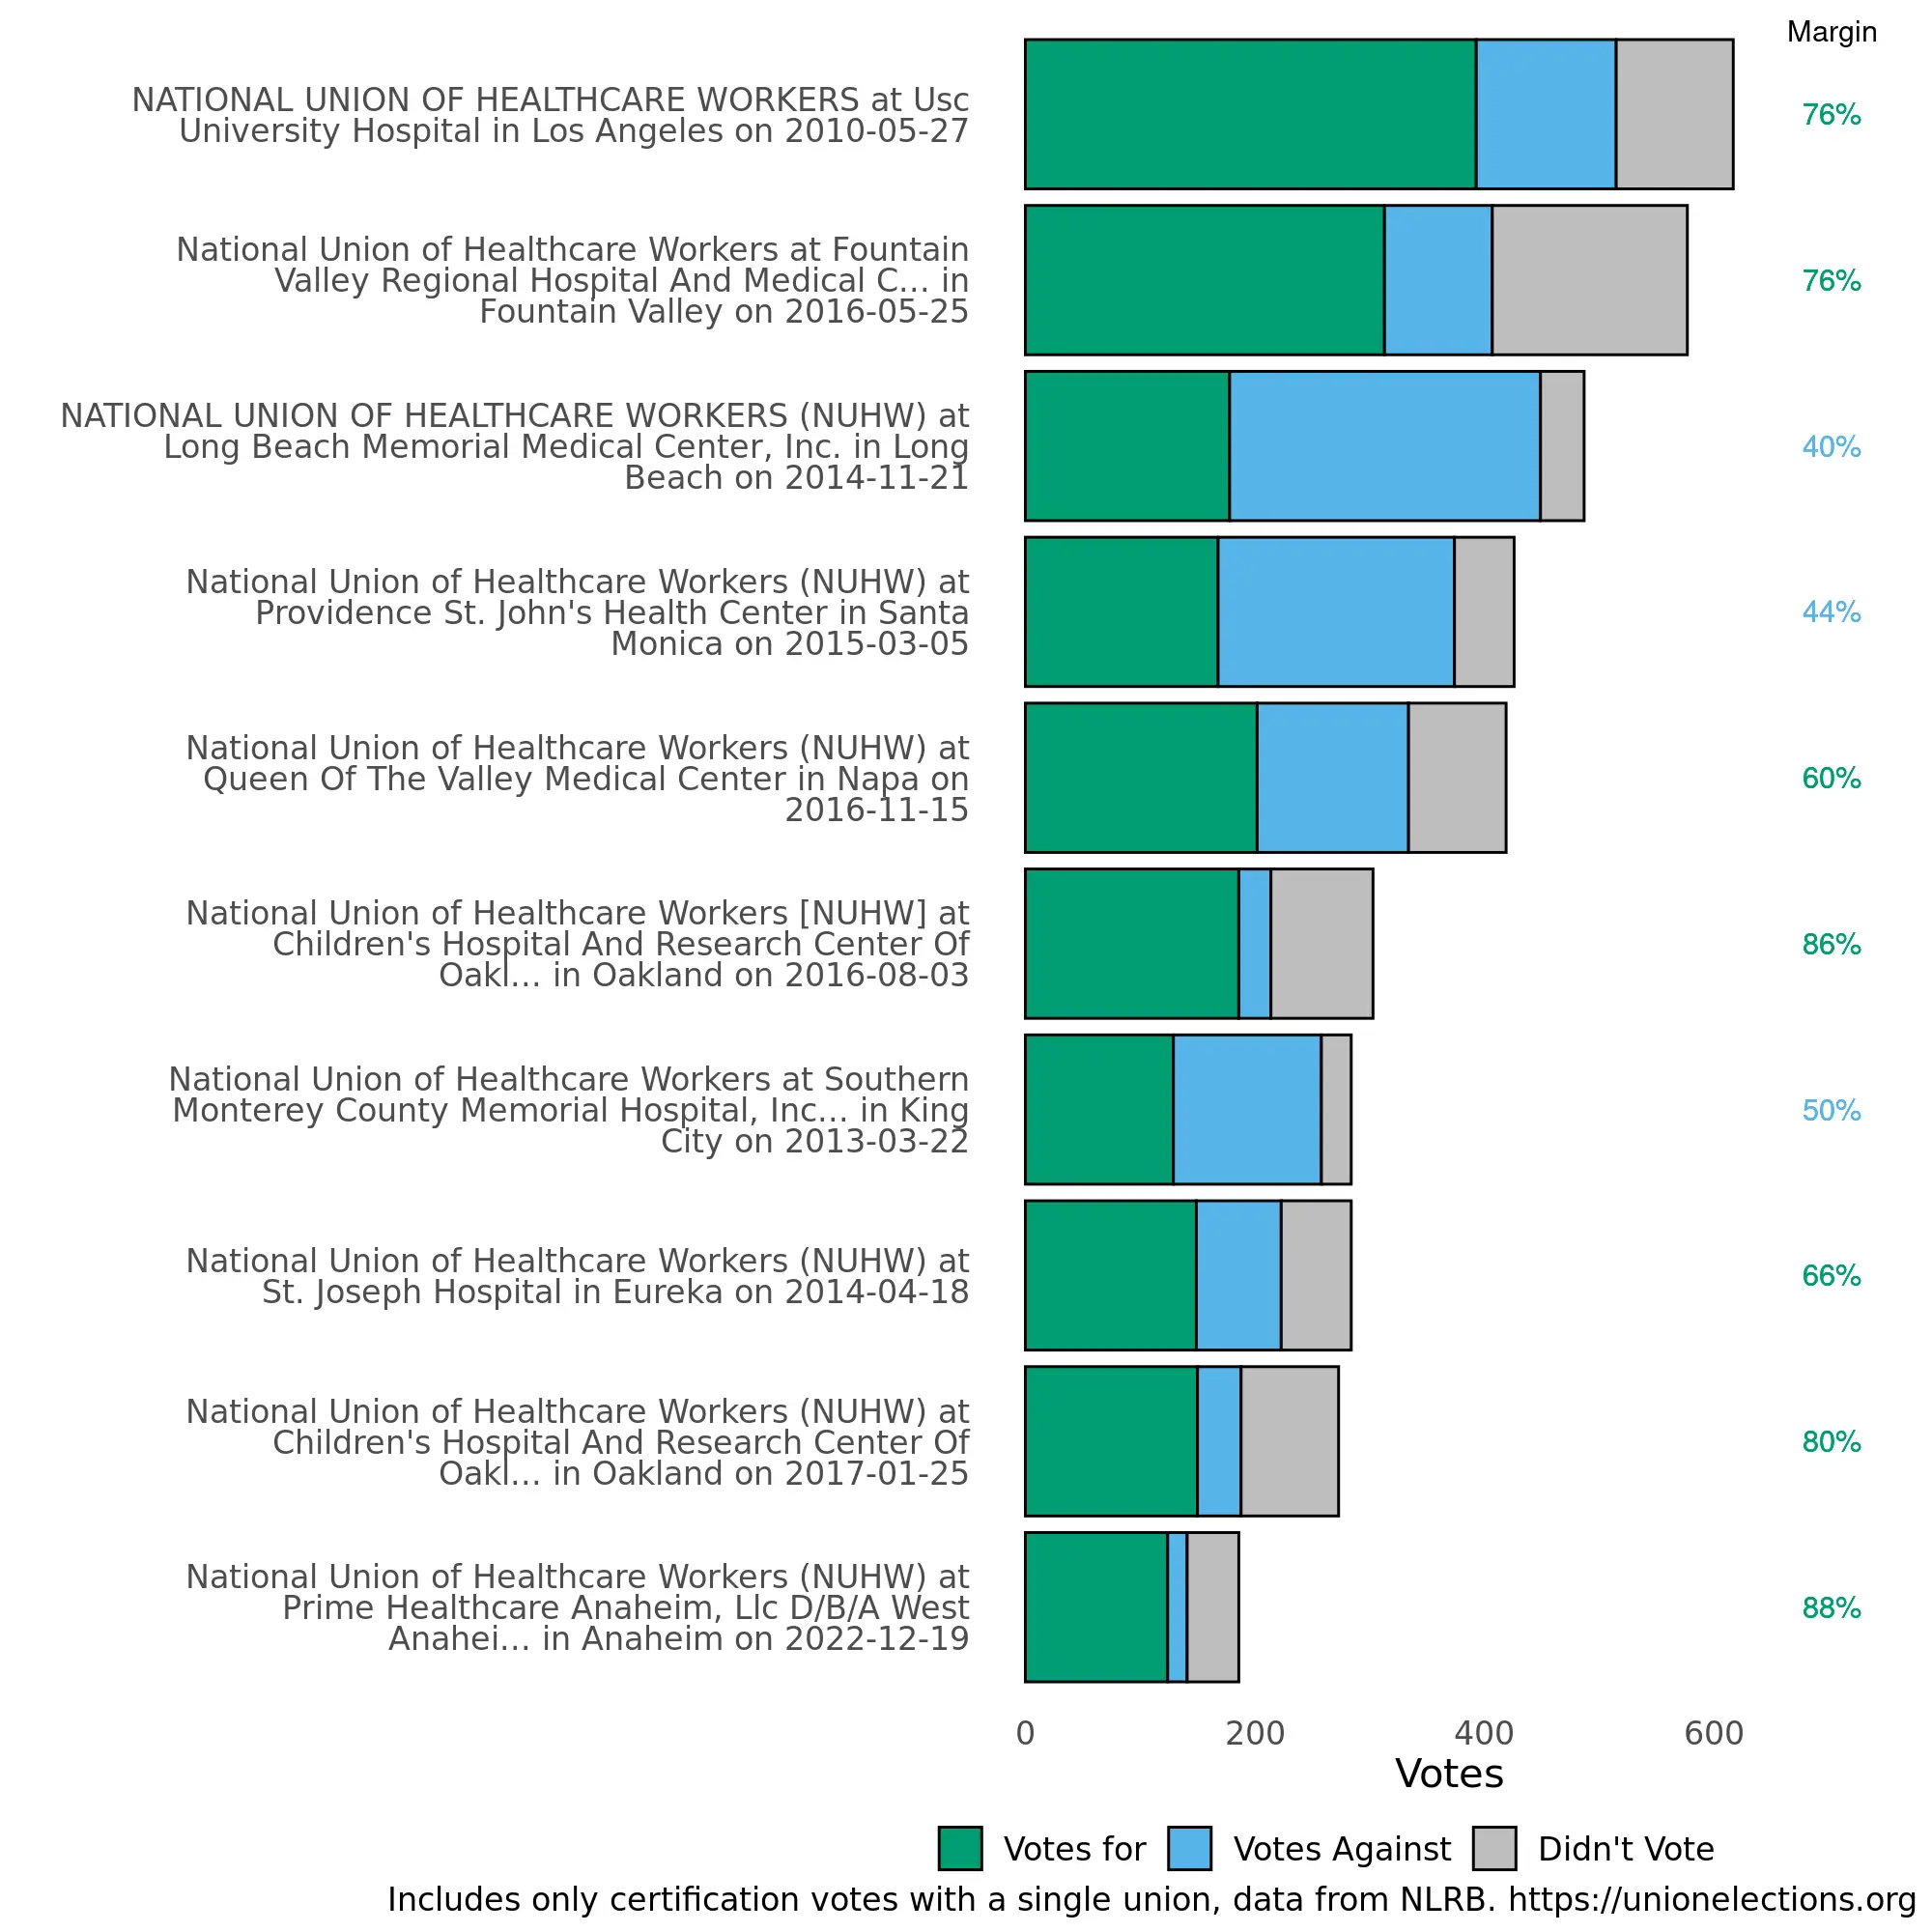 Margin
NATIONAL UNION OF HEALTHCARE WORKERS at Usc
University Hospital in Los Angeles on 2010-05-27
76%
National Union of Healthcare Workers at Fountain
Valley Regional Hospital And Medical C... in
Fountain Valley on 2016-05-25
76%
NATIONAL UNION OF HEALTHCARE WORKERS (NUHW) at
Long Beach Memorial Medical Center, Inc. in Long
Beach on 2014-11-21
40%
National Union of Healthcare Workers (NUHW) at
Providence St. John's Health Center in Santa
Monica on 2015-03-05
44%
National Union of Healthcare Workers (NUHW) at
Queen Of The Valley Medical Center in Napa on
2016-11-15
60%
National Union of Healthcare Workers [NUHW] at
Children's Hospital And Research Center Of
Oakl... in Oakland on 2016-08-03
86%
National Union of Healthcare Workers at Southern
Monterey County Memorial Hospital, Inc... in King
City on 2013-03-22
50%
National Union of Healthcare Workers (NUHW) at
St. Joseph Hospital in Eureka on 2014-04-18
66%
National Union of Healthcare Workers (NUHW) at
Children's Hospital And Research Center Of
Oakl... in Oakland on 2017-01-25
80%
National Union of Healthcare Workers (NUHW) at
Prime Healthcare Anaheim, Llc D/B/A West
Anahei... in Anaheim on 2022-12-19
88%
0 200 400 600
Votes
Votes for Votes Against Didn't Vote
Includes only certification votes with a single union, data from NLRB. https://unionelections.org